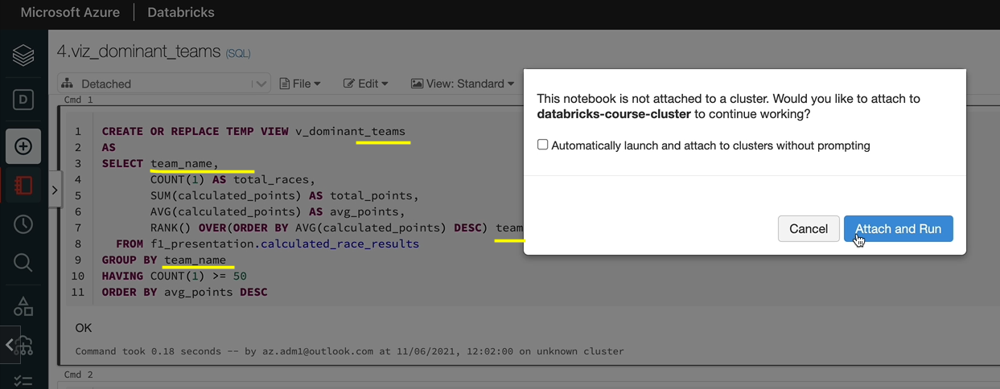 Microsoft Azure | Databricks
4.viz_dominant_teams (SQL)
Detached File Edit View: Standard
Cmd 1
1 CREATE OR REPLACE TEMP VIEW v_dominant_teams
2 AS
3 SELECT team_name,
4 COUNT(1) AS total_races,
5 SUM(calculated_points) AS total_points,
6 AVG(calculated_points) AS avg_points,
7 RANK() OVER(ORDER BY AVG(calculated_points) DESC) team
8 FROM f1_presentation.calculated_race_results
9 GROUP BY team_name
10 HAVING COUNT(1) >= 50
11 ORDER BY avg_points DESC
OK
Command took 0.18 seconds -- by az.adm1@outlook.com at 11/06/2021, 12:02:00 on unknown cluster
Cmd 2
This notebook is not attached to a cluster. Would you like to attach to
databricks-course-cluster to continue working?
Automatically launch and attach to clusters without prompting
Cancel Attach and Run
D